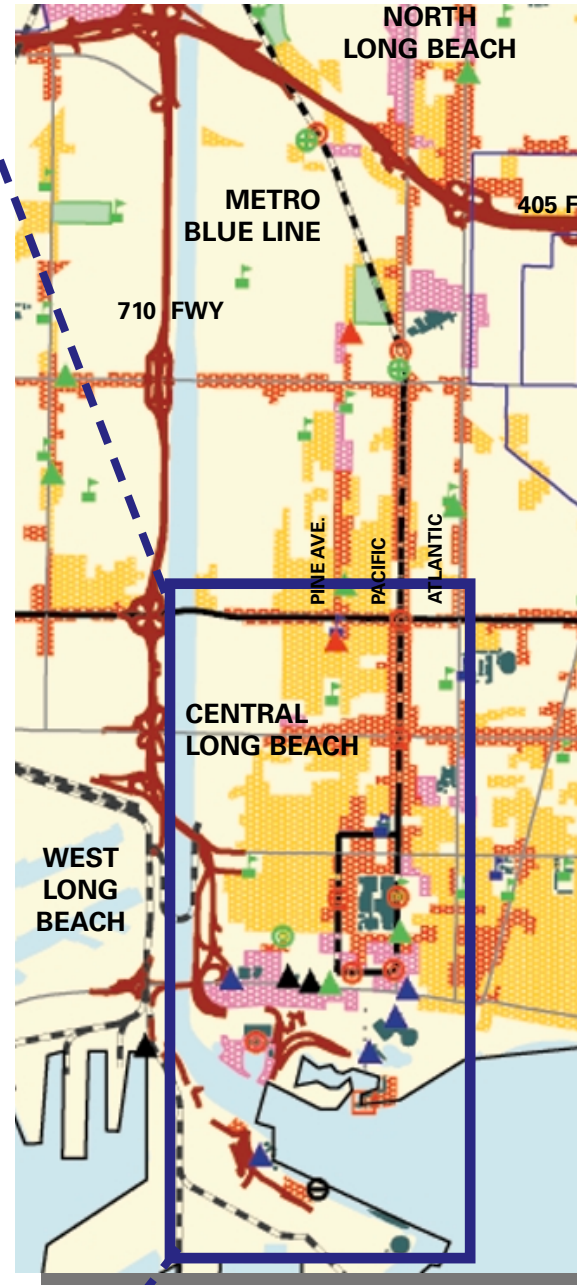 NORTH
LONG BEACH
METRO
BLUE LINE
405 F
710 FWY
PINE AVE.
PACIFIC
ATLANTIC
CENTRAL
LONG BEACH
WEST
LONG
BEACH